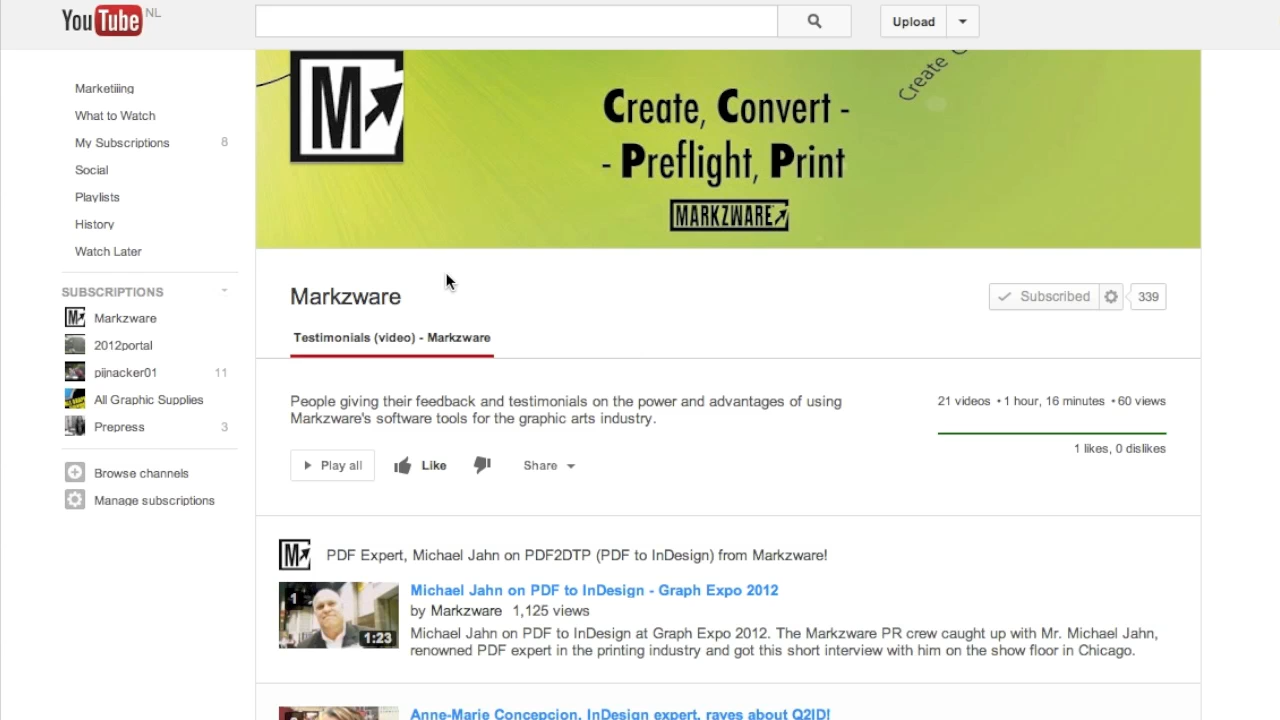 YouTube NL
Upload
Marketiiing
What to Watch
My Subscriptions 8
Social
Playlists
History
Watch Later
SUBSCRIPTIONS
Markzware
2012portal
pijnacker01 11
All Graphic Supplies
Prepress 3
Browse channels
Manage subscriptions
M
Create
Create, Convert -
- Preflight, Print
MARKZWARE
Markzware
Subscribed 339
Testimonials (video) - Markzware
People giving their feedback and testimonials on the power and advantages of using
Markzware's software tools for the graphic arts industry.
21 videos • 1 hour, 16 minutes • 60 views
1 likes, 0 dislikes
Play all Like Share
M PDF Expert, Michael Jahn on PDF2DTP (PDF to InDesign) from Markzware!
1
1:23
Michael Jahn on PDF to InDesign - Graph Expo 2012
by Markzware 1,125 views
Michael Jahn on PDF to InDesign at Graph Expo 2012. The Markzware PR crew caught up with Mr. Michael Jahn,
renowned PDF expert in the printing industry and got this short interview with him on the show floor in Chicago.
Anne-Marie Concepcion, InDesign expert, raves about Q2ID!